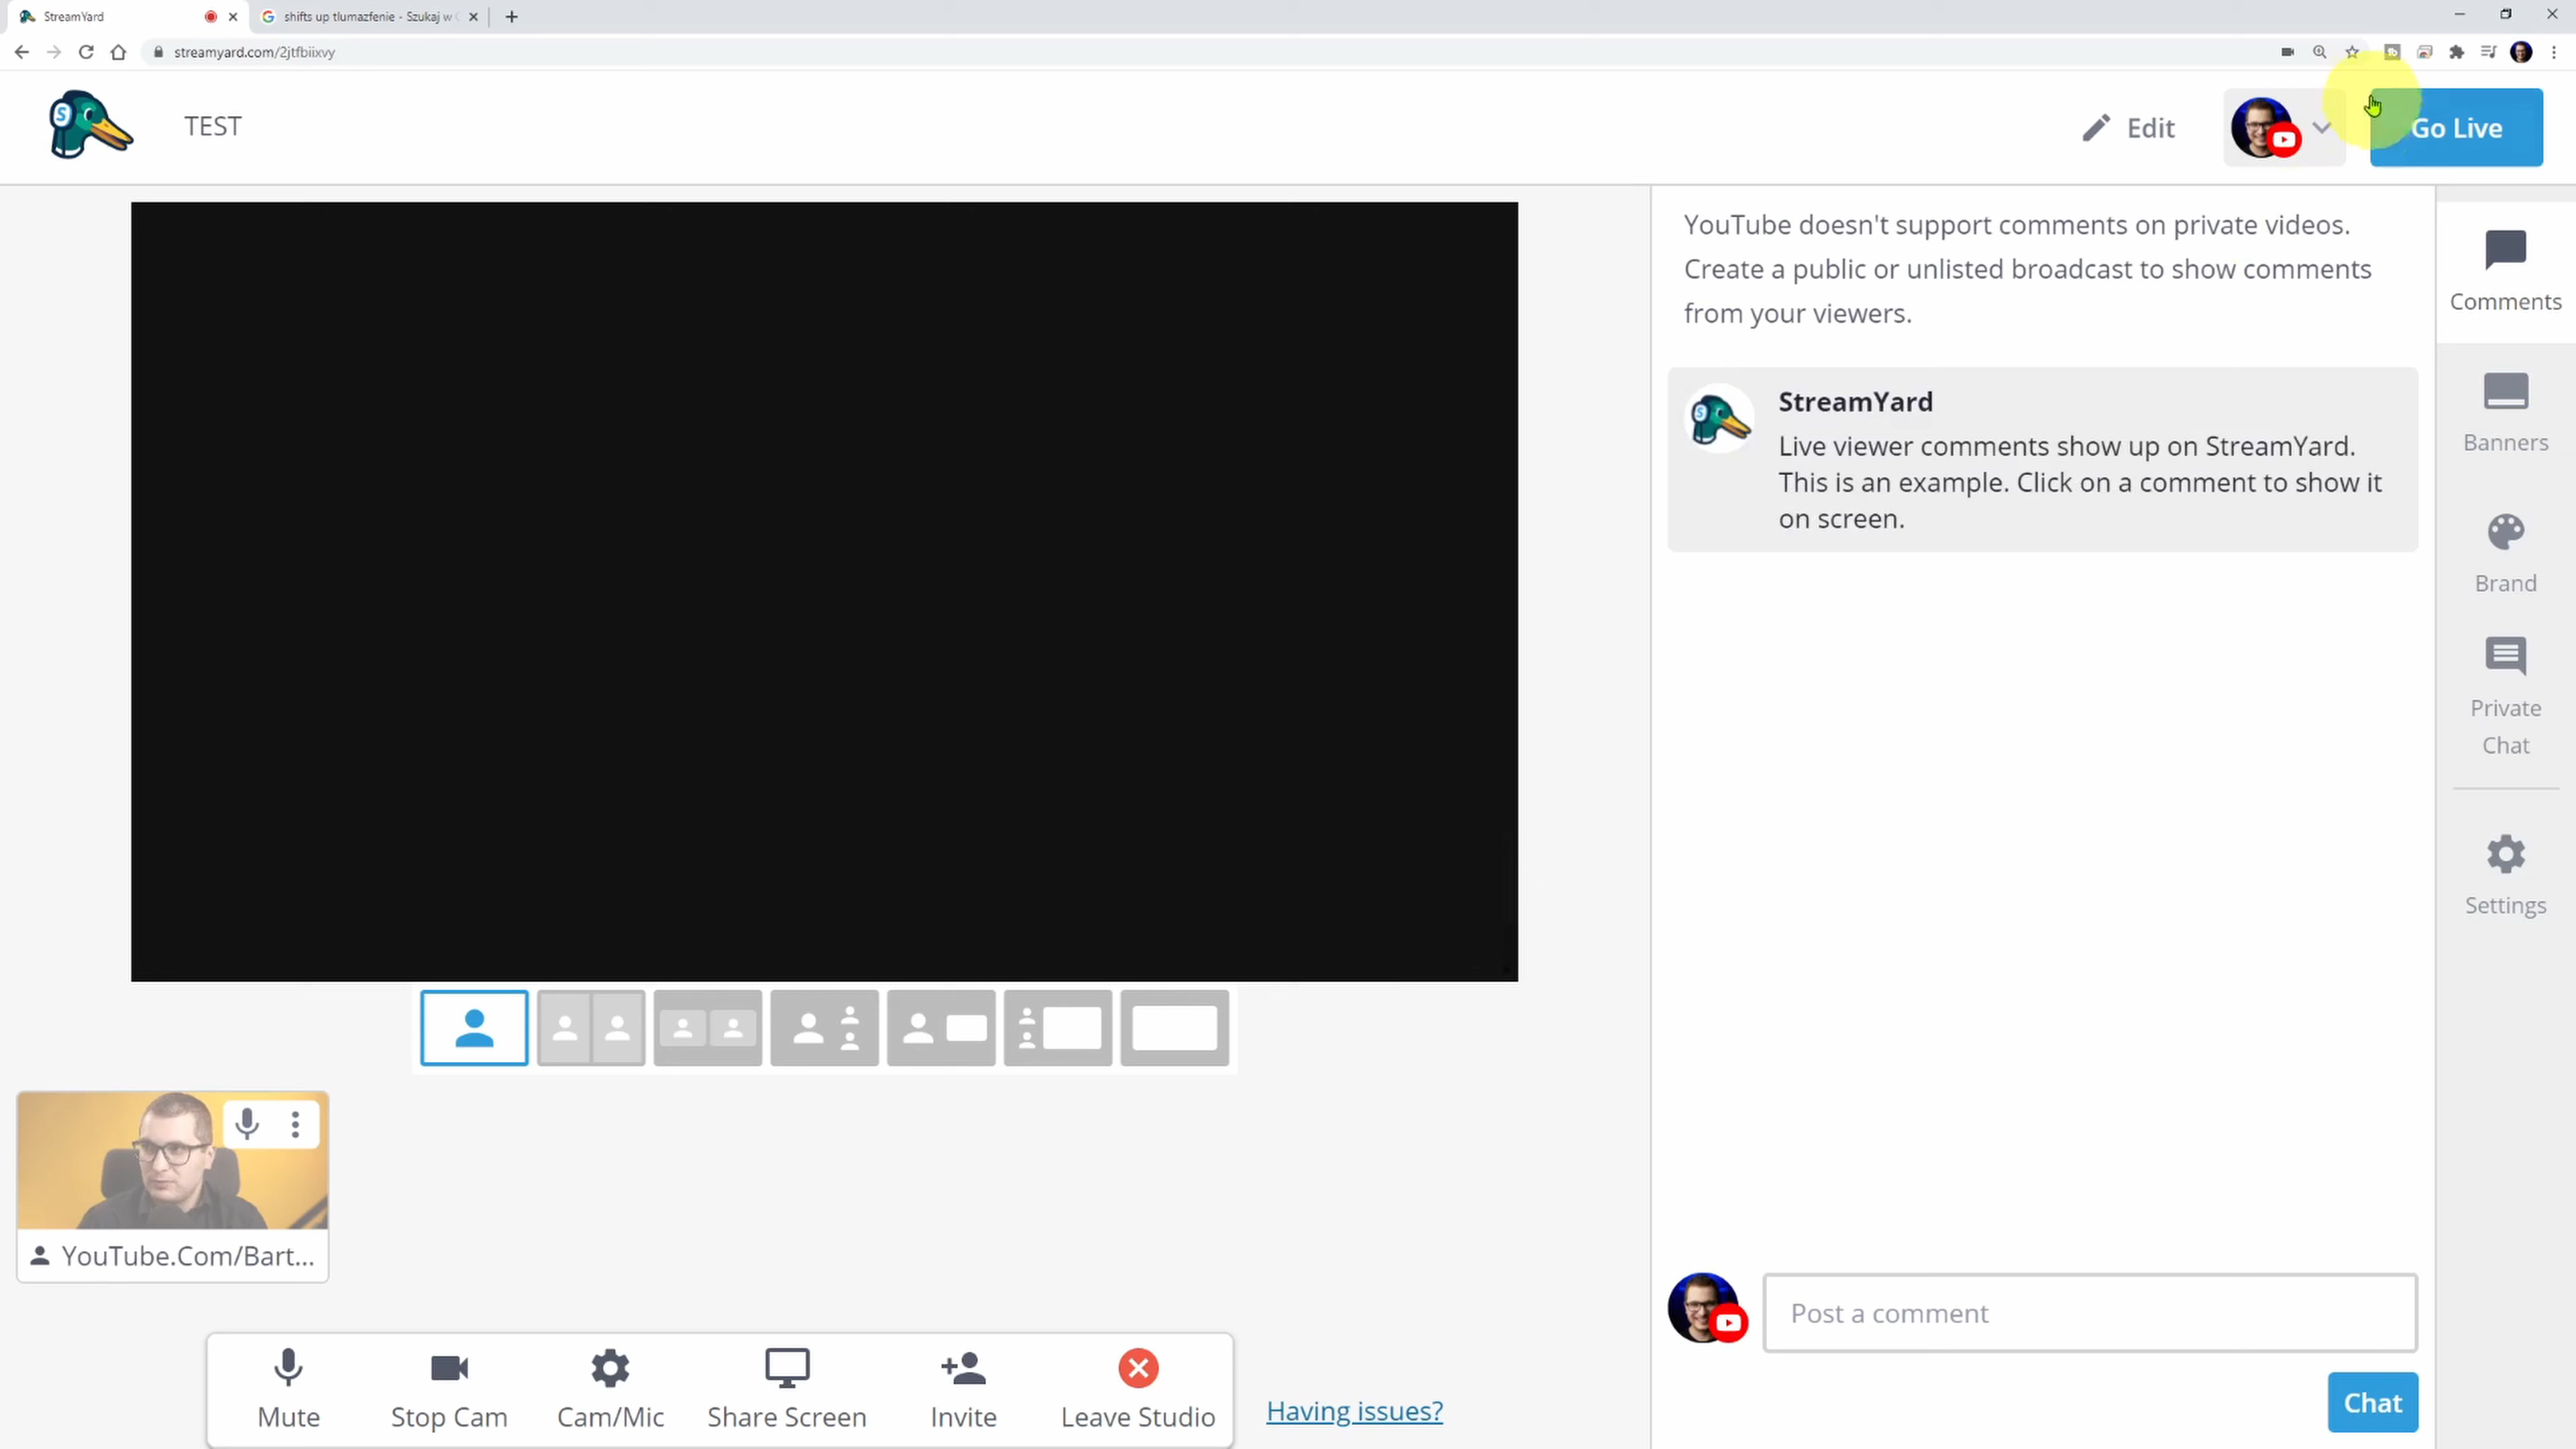 StreamYard
shifts up tlumazfenie - Szukaj w
streamyard.com/2jtfbiixvy
TEST
Edit
Go Live
YouTube doesn't support comments on private videos.
Create a public or unlisted broadcast to show comments
from your viewers.
StreamYard
Live viewer comments show up on StreamYard.
This is an example. Click on a comment to show it
on screen.
Comments
Banners
Brand
Private
Chat
Settings
YouTube.Com/Bart...
Post a comment
Chat
Mute
Stop Cam
Cam/Mic
Share Screen
Invite
Leave Studio
Having issues?